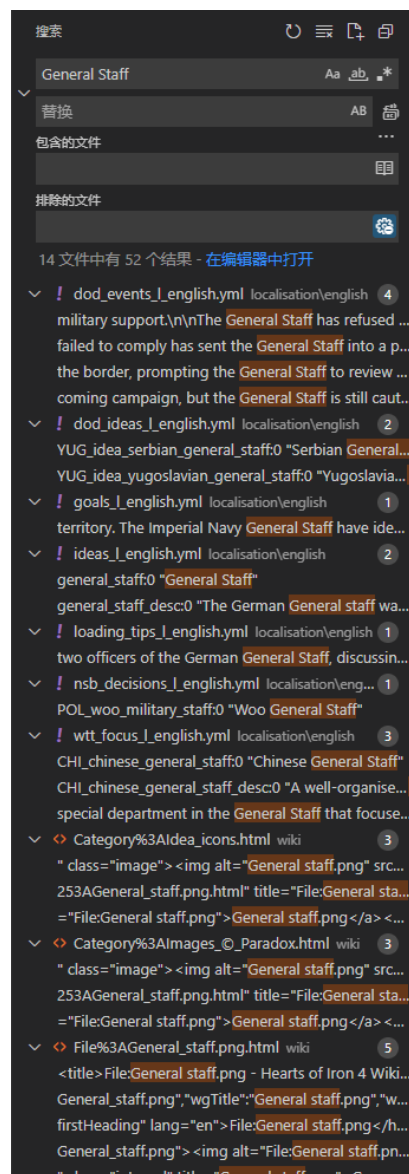 搜索
General Staff Aa ab, .*
替换 AB
包含的文件 ...
排除的文件
14 文件中有 52 个结果 - 在编辑器中打开
! dod_events_l_english.yml localisation\english 4
military support.\n\nThe General Staff has refused ...
failed to comply has sent the General Staff into a p...
the border, prompting the General Staff to review ...
coming campaign, but the General Staff is still caut...
! dod_ideas_l_english.yml localisation\english 2
YUG_idea_serbian_general_staff:0 "Serbian General...
YUG_idea_yugoslavian_general_staff:0 "Yugoslavia...
! goals_l_english.yml localisation\english 1
territory. The Imperial Navy General Staff have ide...
! ideas_l_english.yml localisation\english 2
general_staff:0 "General Staff"
general_staff_desc:0 "The German General staff wa...
! loading_tips_l_english.yml localisation\english 1
two officers of the German General Staff, discussin...
! nsb_decisions_l_english.yml localisation\eng... 1
POL_woo_military_staff:0 "Woo General Staff"
! wtt_focus_l_english.yml localisation\english 3
CHI_chinese_general_staff:0 "Chinese General Staff"
CHI_chinese_general_staff_desc:0 "A well-organise...
special department in the General Staff that focuse...
<> Category%3AIdea_icons.html wiki 3
" class="image"><img alt="General staff.png" src...
253AGeneral_staff.png.html" title="File:General sta...
="File:General staff.png">General staff.png</a><...
<> Category%3AImages_©_Paradox.html wiki 3
" class="image"><img alt="General staff.png" src...
253AGeneral_staff.png.html" title="File:General sta...
="File:General staff.png">General staff.png</a><...
<> File%3AGeneral_staff.png.html wiki 5
<title>File:General staff.png - Hearts of Iron 4 Wiki...
General_staff.png","wgTitle":"General staff.png","w...
firstHeading" lang="en">File:General staff.png</h...
General_staff.png"><img alt="File:General staff.pn...